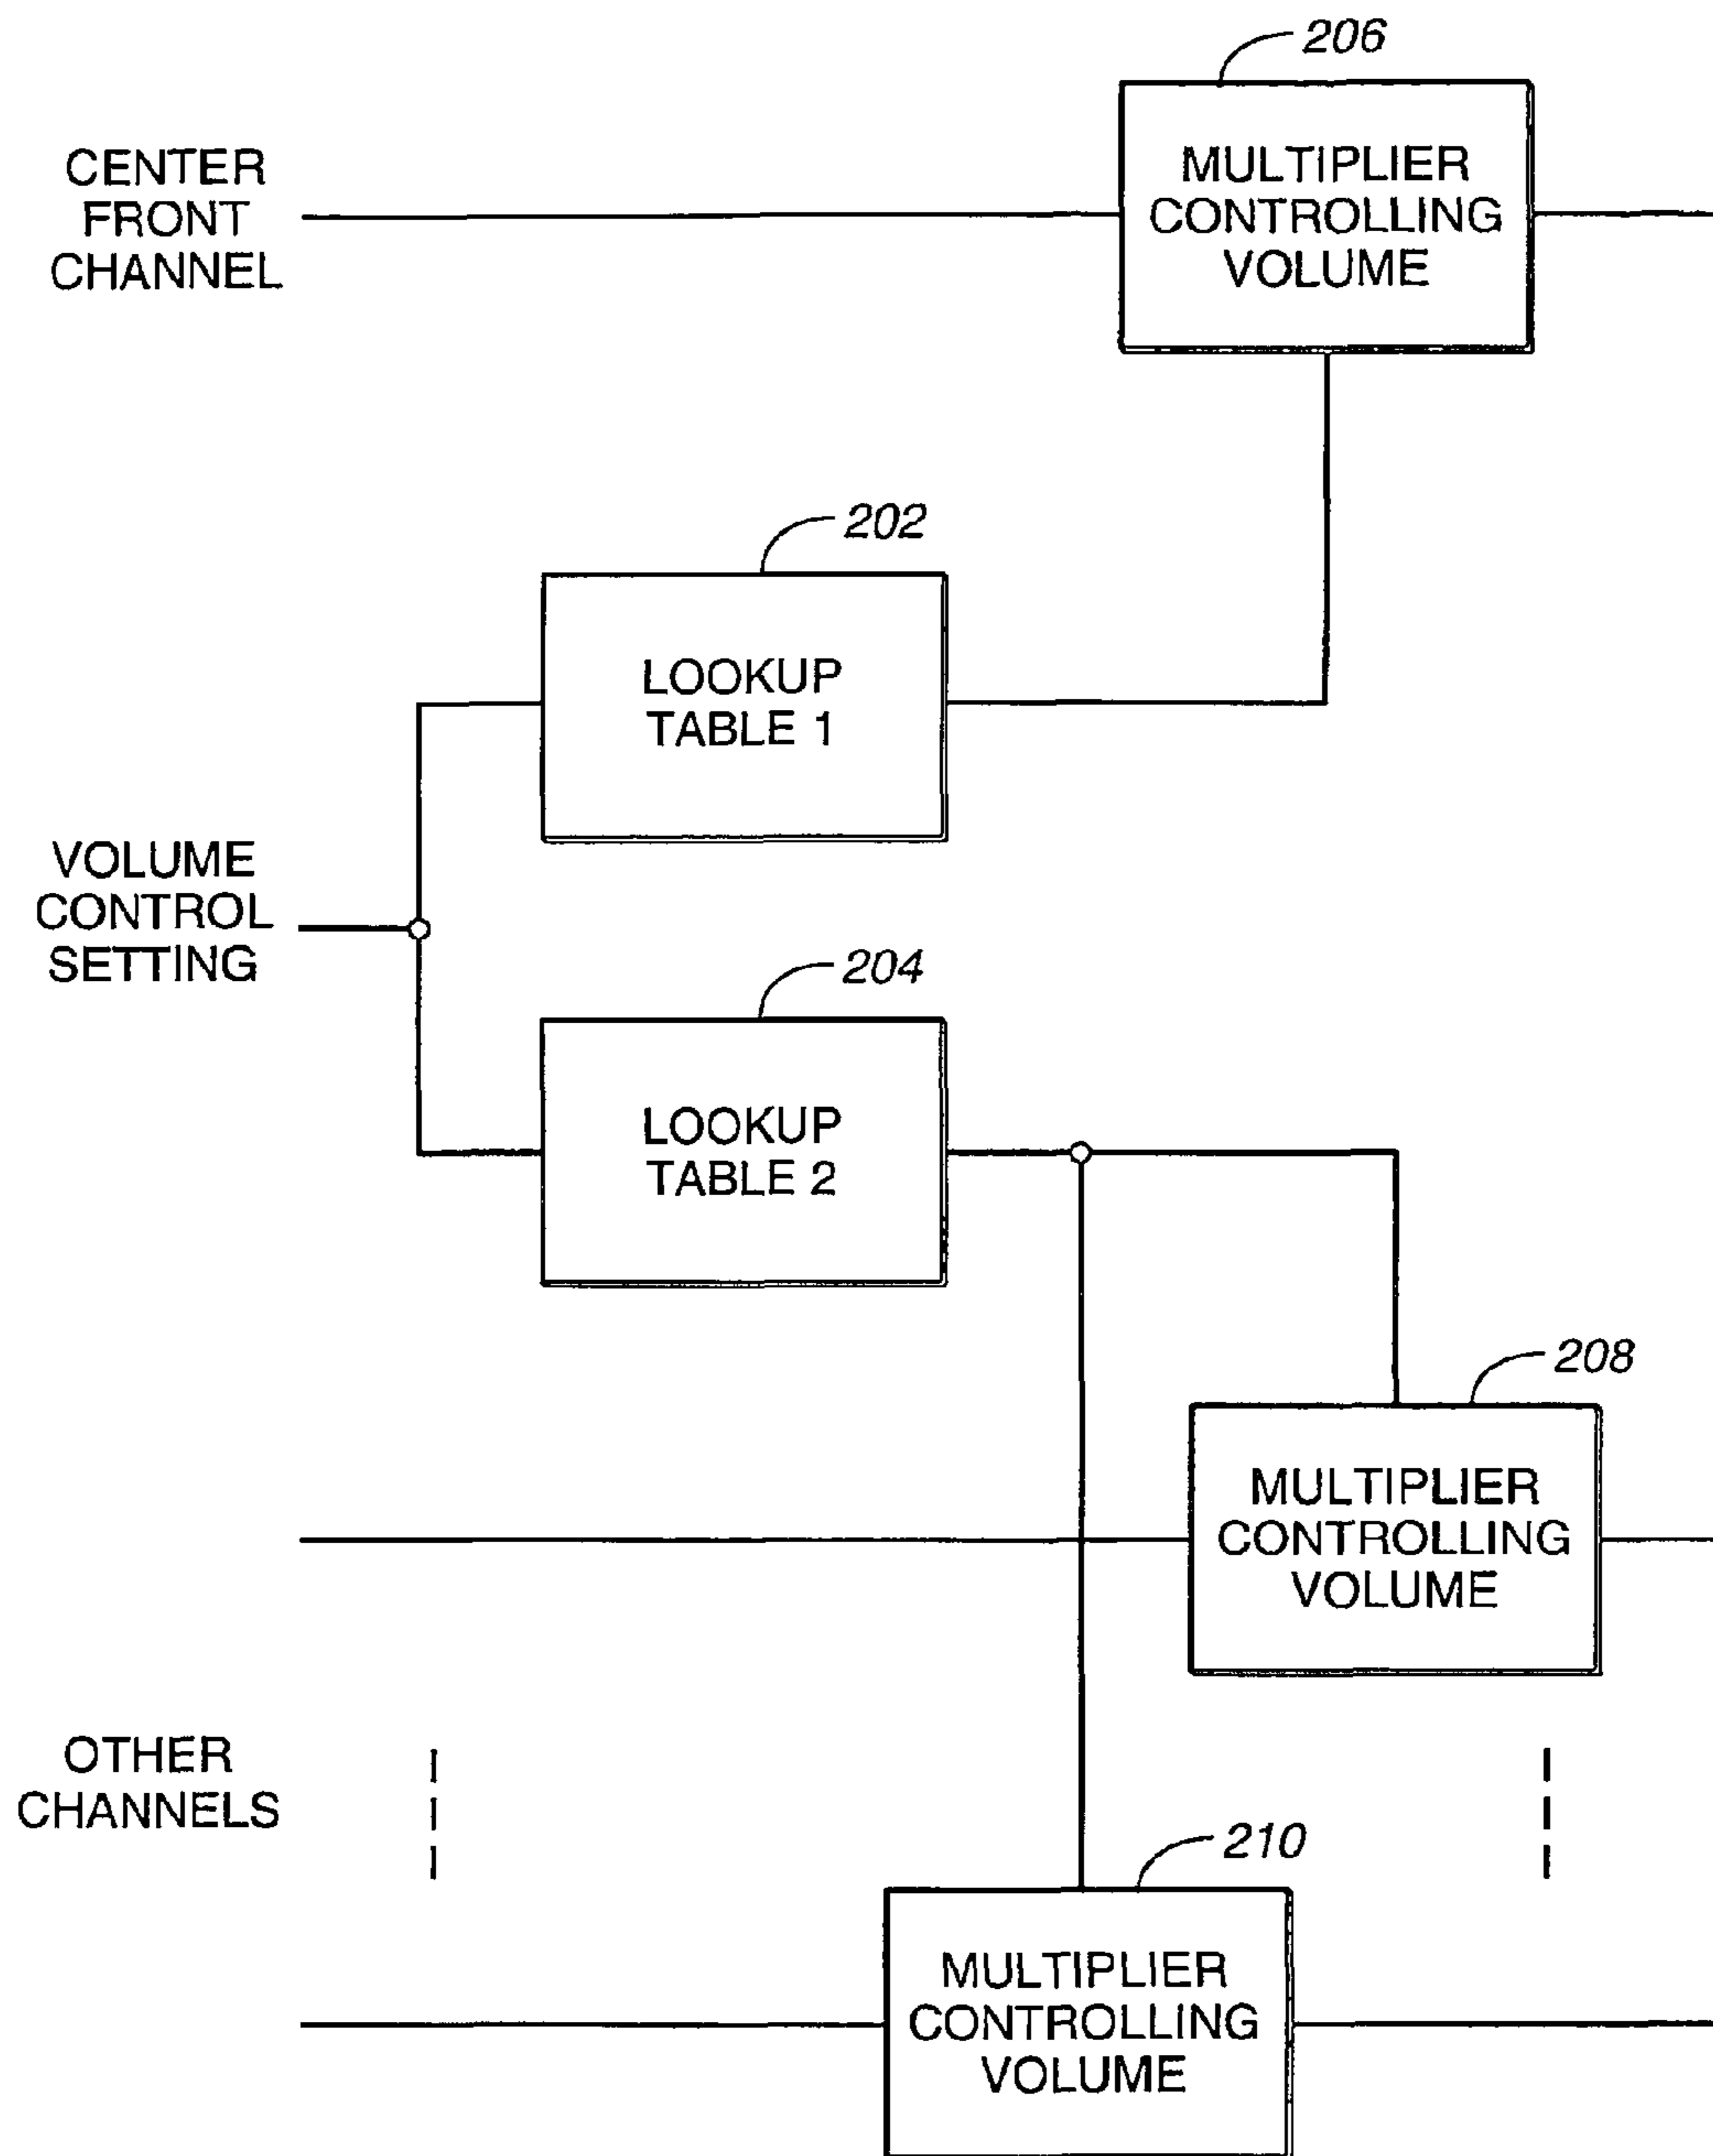 206
CENTER
FRONT
CHANNEL
MULTIPLIER
CONTROLLING
VOLUME
202
LOOKUP
TABLE 1
VOLUME
CONTROL
SETTING
204
LOOKUP
TABLE 2
208
MULTIPLIER
CONTROLLING
VOLUME
OTHER
CHANNELS
210
MULTIPLIER
CONTROLLING
VOLUME